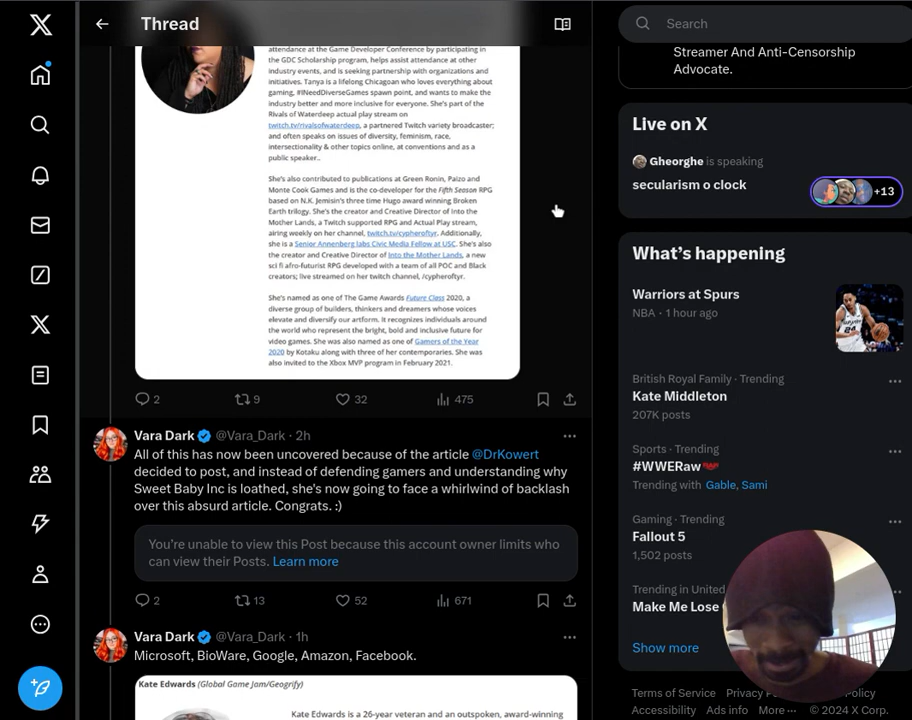 Thread
attendance at the Game Developer Conference by participating in
the GDC Scholarship program, helps assist attendance at other
industry events, and is seeking partnership with organizations and
initiatives. Tanya is a lifelong Chicagoan who loves everything about
gaming, #INeedDiverseGames spawn point, and wants to make the
industry better and more inclusive for everyone. She's part of the
Rivals of Waterdeep actual play stream on
twitch.tv/rivalsofwaterdeep, a partnered Twitch variety broadcaster;
and often speaks on issues of diversity, feminism, race,
intersectionality & other topics online, at conventions and as a
public speaker..
She's also contributed to publications at Green Ronin, Paizo and
Monte Cook Games and is the co-developer for the Fifth Season RPG
based on N.K. Jemisin's three time Hugo award winning Broken
Earth trilogy. She's the creator and Creative Director of Into the
Mother Lands, a Twitch supported RPG and Actual Play stream,
airing weekly on her channel, twitch.tv/cypheroftyr. Additionally,
she is a Senior Annenberg labs Civic Media Fellow at USC. She's also
the creator and Creative Director of Into the Mother Lands, a new
sci fi afro-futurist RPG developed with a team of all POC and Black
creators; live streamed on her twitch channel, /cypheroftyr.
She's named as one of The Game Awards Future Class 2020, a
diverse group of builders, thinkers and dreamers whose voices
elevate and diversify our artform. It recognizes individuals around
the world who represent the bright, bold and inclusive future for
video games. She was also named as one of Gamers of the Year
2020 by Kotaku along with three of her contemporaries. She was
also invited to the Xbox MVP program in February 2021.
2 9 32 475
Vara Dark @Vara_Dark · 2h
All of this has now been uncovered because of the article @DrKowert
decided to post, and instead of defending gamers and understanding why
Sweet Baby Inc is loathed, she's now going to face a whirlwind of backlash
over this absurd article. Congrats. :)
You're unable to view this Post because this account owner limits who
can view their Posts. Learn more
2 13 52 671
Vara Dark @Vara_Dark · 1h
Microsoft, BioWare, Google, Amazon, Facebook.
Kate Edwards (Global Game Jam/Geogrify)
Kate Edwards is a 26-year veteran and an outspoken, award-winning
Search
Streamer And Anti-Censorship
Advocate.
Live on X
Gheorghe is speaking
secularism o clock
+13
What's happening
Warriors at Spurs
NBA · 1 hour ago
British Royal Family · Trending
Kate Middleton
207K posts
Sports · Trending
#WWERaw
Trending with Gable, Sami
Gaming · Trending
Fallout 5
1,502 posts
Trending in United
Make Me Lose
Show more
Terms of Service Privacy Policy
Accessibility Ads info More ··· © 2024 X Corp.